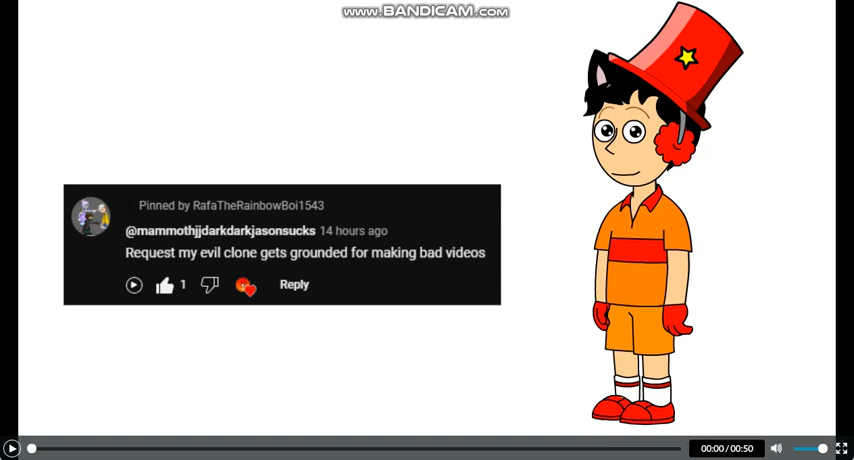 www.BANDICAM.com
Pinned by RafaTheRainbowBoi1543
@mammothjjdarkdarkjasonsucks 14 hours ago
Request my evil clone gets grounded for making bad videos
1 Reply
00:00 / 00:50